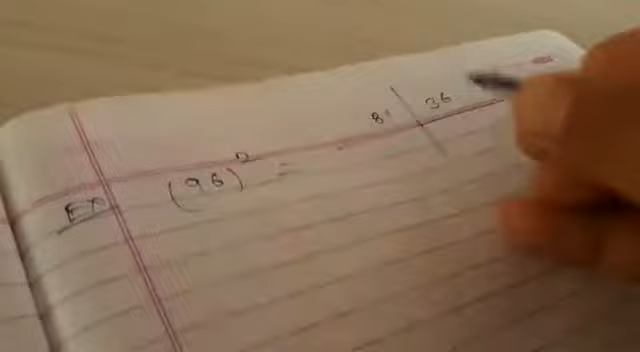 81 | 36
Ex (96)² =